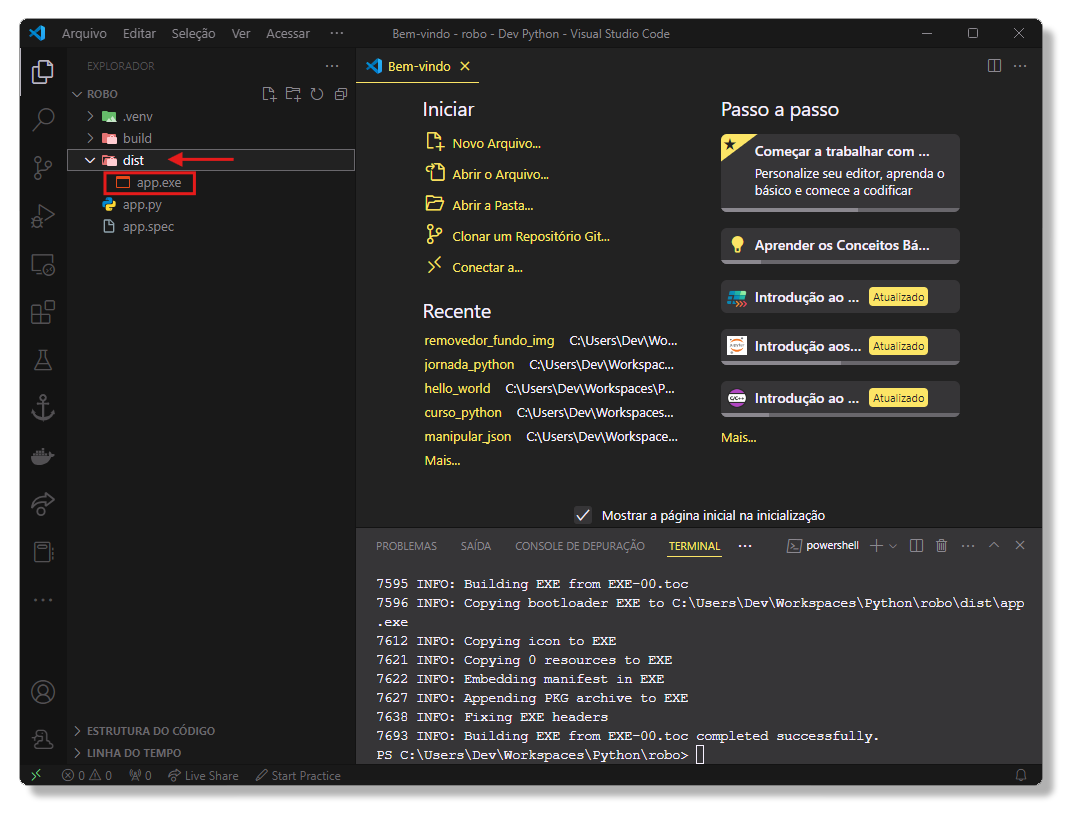 Arquivo Editar Seleção Ver Acessar ··· Bem-vindo - robo - Dev Python - Visual Studio Code
EXPLORADOR ···
ROBO
.venv
build
dist
app.exe
app.py
app.spec
ESTRUTURA DO CÓDIGO
LINHA DO TEMPO
Bem-vindo
Iniciar
Novo Arquivo...
Abrir o Arquivo...
Abrir a Pasta...
Clonar um Repositório Git...
Conectar a...
Recente
removedor_fundo_img C:\Users\Dev\Wo...
jornada_python C:\Users\Dev\Workspac...
hello_world C:\Users\Dev\Workspaces\P...
curso_python C:\Users\Dev\Workspaces...
manipular_json C:\Users\Dev\Workspace...
Mais...
Passo a passo
Começar a trabalhar com ...
Personalize seu editor, aprenda o
básico e comece a codificar
Aprender os Conceitos Bá...
Introdução ao ... Atualizado
Introdução aos... Atualizado
C/C++ Introdução ao ... Atualizado
Mais...
Mostrar a página inicial na inicialização
PROBLEMAS SAÍDA CONSOLE DE DEPURAÇÃO TERMINAL ··· powershell
7595 INFO: Building EXE from EXE-00.toc
7596 INFO: Copying bootloader EXE to C:\Users\Dev\Workspaces\Python\robo\dist\app
.exe
7612 INFO: Copying icon to EXE
7621 INFO: Copying 0 resources to EXE
7622 INFO: Embedding manifest in EXE
7627 INFO: Appending PKG archive to EXE
7638 INFO: Fixing EXE headers
7693 INFO: Building EXE from EXE-00.toc completed successfully.
PS C:\Users\Dev\Workspaces\Python\robo>
0 0 0 Live Share Start Practice